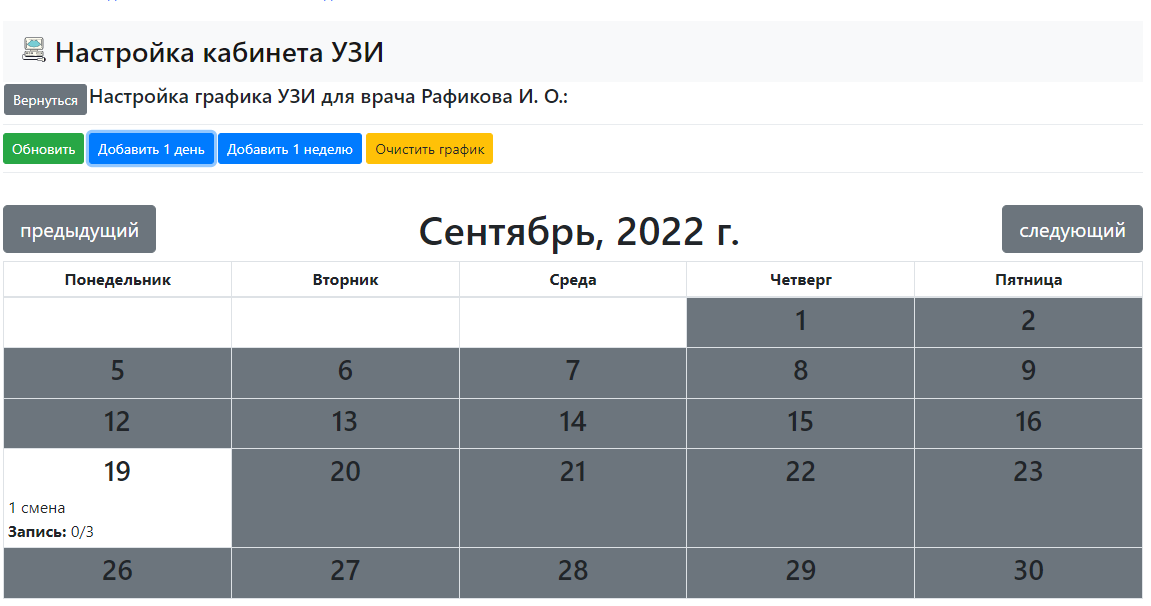 Настройка кабинета УЗИ
Вернуться Настройка графика УЗИ для врача Рафикова И. О.:
Обновить Добавить 1 день Добавить 1 неделю Очистить график
предыдущий Сентябрь, 2022 г. следующий
Понедельник Вторник Среда Четверг Пятница
1 2
5 6 7 8 9
12 13 14 15 16
19 20 21 22 23
1 смена
Запись: 0/3
26 27 28 29 30